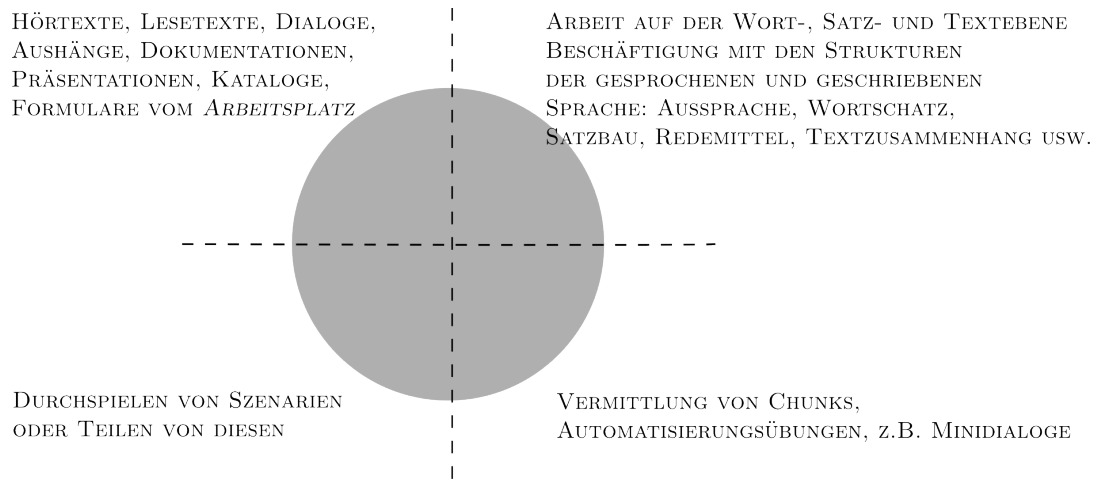 Hörtexte, Lesetexte, Dialoge,
Aushänge, Dokumentationen,
Präsentationen, Kataloge,
Formulare vom Arbeitsplatz
Arbeit auf der Wort-, Satz- und Textebene
Beschäftigung mit den Strukturen
der gesprochenen und geschriebenen
Sprache: Aussprache, Wortschatz,
Satzbau, Redemittel, Textzusammenhang usw.
Durchspielen von Szenarien
oder Teilen von diesen
Vermittlung von Chunks,
Automatisierungsübungen, z.B. Minidialoge